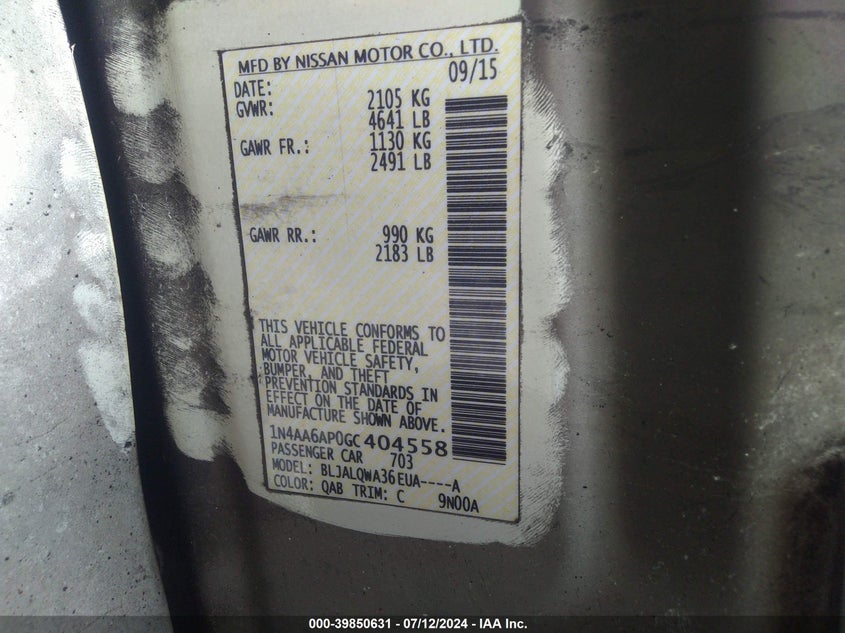 MFD BY NISSAN MOTOR CO., LTD.
DATE: 09/15
GVWR: 2105 KG
4641 LB
GAWR FR.: 1130 KG
2491 LB
GAWR RR.: 990 KG
2183 LB
THIS VEHICLE CONFORMS TO
ALL APPLICABLE FEDERAL
MOTOR VEHICLE SAFETY,
BUMPER, AND THEFT
PREVENTION STANDARDS IN
EFFECT ON THE DATE OF
MANUFACTURE SHOWN ABOVE.
1N4AA6AP0GC404558
PASSENGER CAR 703
MODEL: BLJALQWA36EUA----A
COLOR: QAB TRIM: C 9N00A
000-39850631 - 07/12/2024 - IAA Inc.